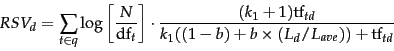 RSV_d = \sum_{t \in q} \log \left[ \frac{N}{\mathrm{df}_t} \right] \cdot \frac{(k_1 + 1)\mathrm{tf}_{td}}{k_1((1 - b) + b \times (L_d / L_{ave})) + \mathrm{tf}_{td}}